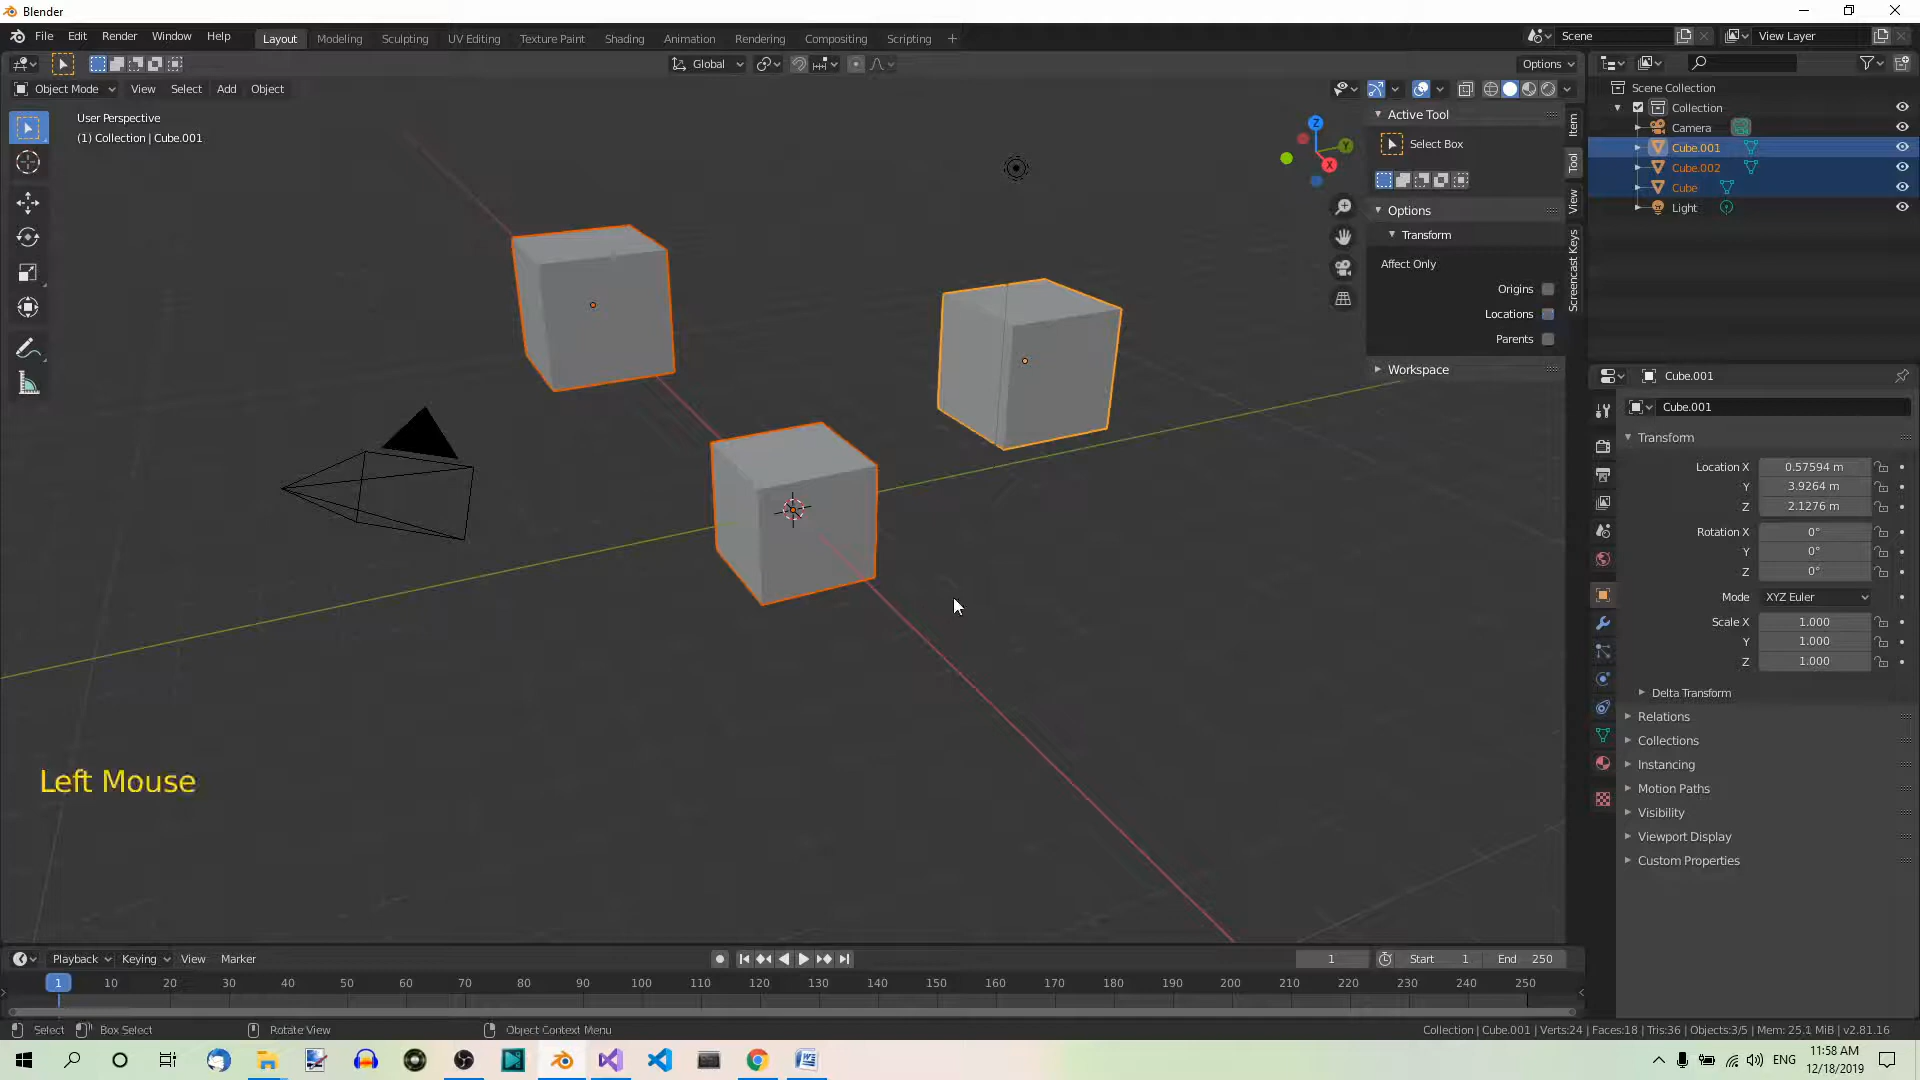 Blender
File Edit Render Window Help
Layout Modeling Sculpting UV Editing Texture Paint Shading Animation Rendering Compositing Scripting +
Scene
View Layer
Global
Options
Object Mode View Select Add Object
User Perspective
(1) Collection | Cube.001
Z
Y
X
Active Tool
Select Box
Options
Transform
Affect Only
Origins
Locations
Parents
Workspace
Item
Tool
View
Screencast Keys
Scene Collection
Collection
Camera
Cube.001
Cube.002
Cube
Light
Cube.001
Cube.001
Transform
Location X 0.57594 m
Y 3.9264 m
Z 2.1276 m
Rotation X 0°
Y 0°
Z 0°
Mode XYZ Euler
Scale X 1.000
Y 1.000
Z 1.000
Delta Transform
Relations
Collections
Instancing
Motion Paths
Visibility
Viewport Display
Custom Properties
Left Mouse
Playback Keying View Marker
1 Start 1 End 250
1 10 20 30 40 50 60 70 80 90 100 110 120 130 140 150 160 170 180 190 200 210 220 230 240 250
Select Box Select Rotate View Object Context Menu
Collection | Cube.001 | Verts:24 | Faces:18 | Tris:36 | Objects:3/5 | Mem: 25.1 MiB | v2.81.16
ENG
11:58 AM
12/18/2019